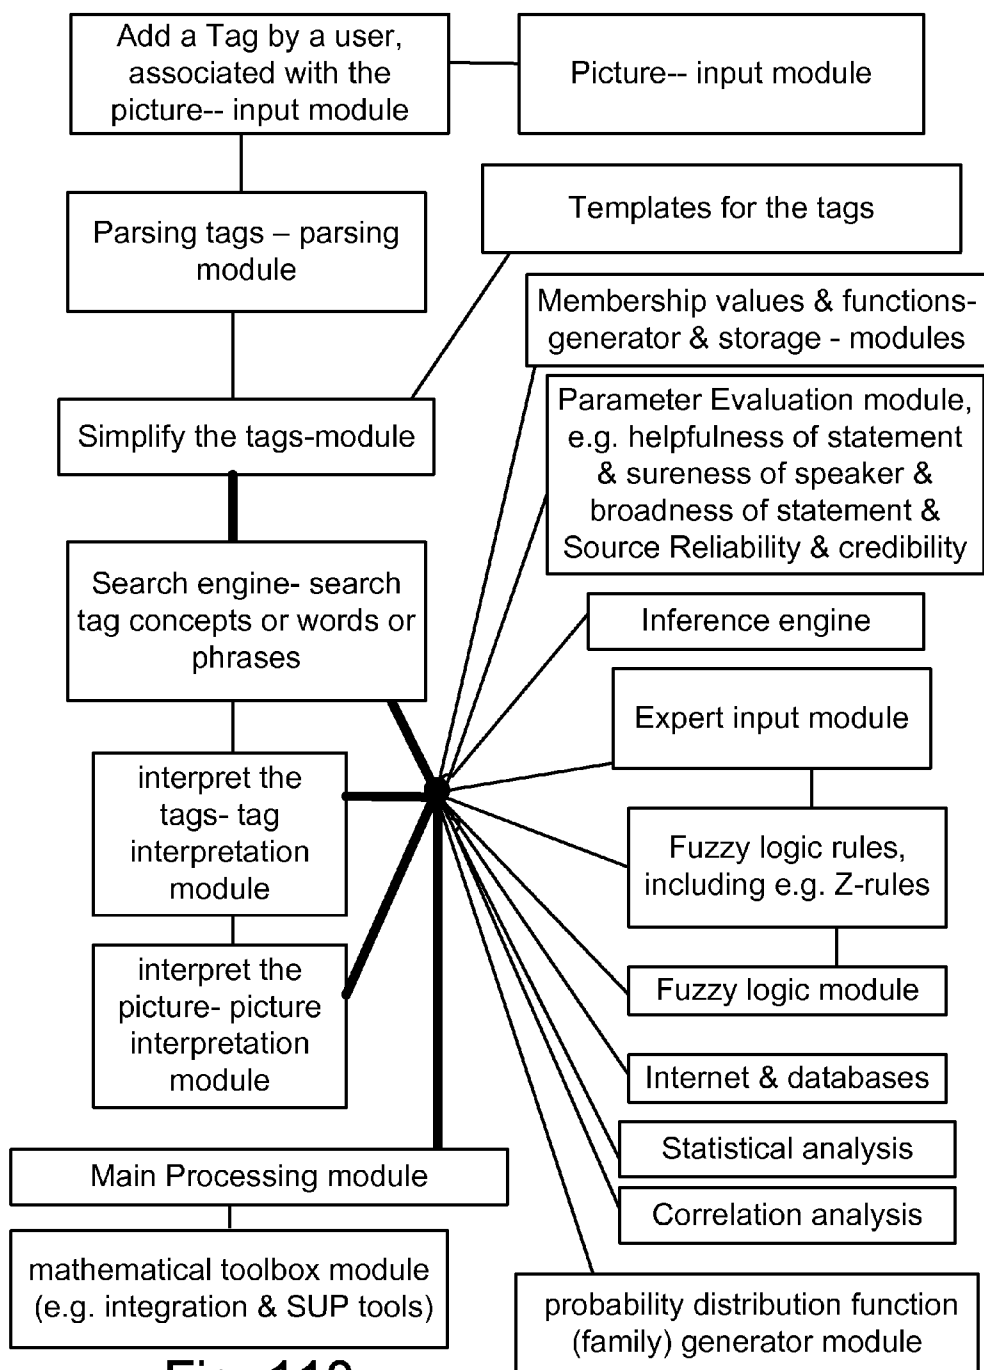 Add a Tag by a user,
associated with the
picture-- input module
Picture-- input module
Parsing tags – parsing
module
Templates for the tags
Membership values & functions-
generator & storage - modules
Simplify the tags-module
Parameter Evaluation module,
e.g. helpfulness of statement
& sureness of speaker &
broadness of statement &
Source Reliability & credibility
Search engine- search
tag concepts or words or
phrases
Inference engine
Expert input module
interpret the
tags- tag
interpretation
module
Fuzzy logic rules,
including e.g. Z-rules
interpret the
picture- picture
interpretation
module
Fuzzy logic module
Internet & databases
Statistical analysis
Main Processing module
Correlation analysis
mathematical toolbox module
(e.g. integration & SUP tools)
probability distribution function
(family) generator module